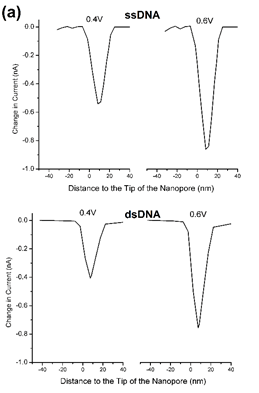 (a)
ssDNA
0.4V
0.6V
Change in Current (nA)
0.0
-0.2
-0.4
-0.6
-0.8
-1.0
-40 -20 0 20 40 -40 -20 0 20 40
Distance to the Tip of the Nanopore (nm)
dsDNA
0.4V
0.6V
Change in Current (nA)
0.0
-0.2
-0.4
-0.6
-0.8
-1.0
-40 -20 0 20 40 -40 -20 0 20 40
Distance to the Tip of the Nanopore (nm)